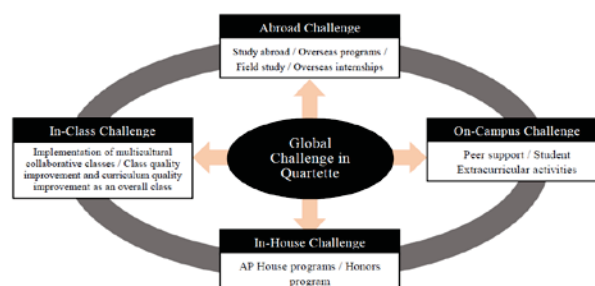 Abroad Challenge
Study abroad / Overseas programs /
Field study / Overseas internships
In-Class Challenge
Implementation of multicultural
collaborative classes / Class quality
improvement and curriculum quality
improvement as an overall class
Global
Challenge in
Quartette
On-Campus Challenge
Peer support / Student
Extracurricular activities
In-House Challenge
AP House programs / Honors
program